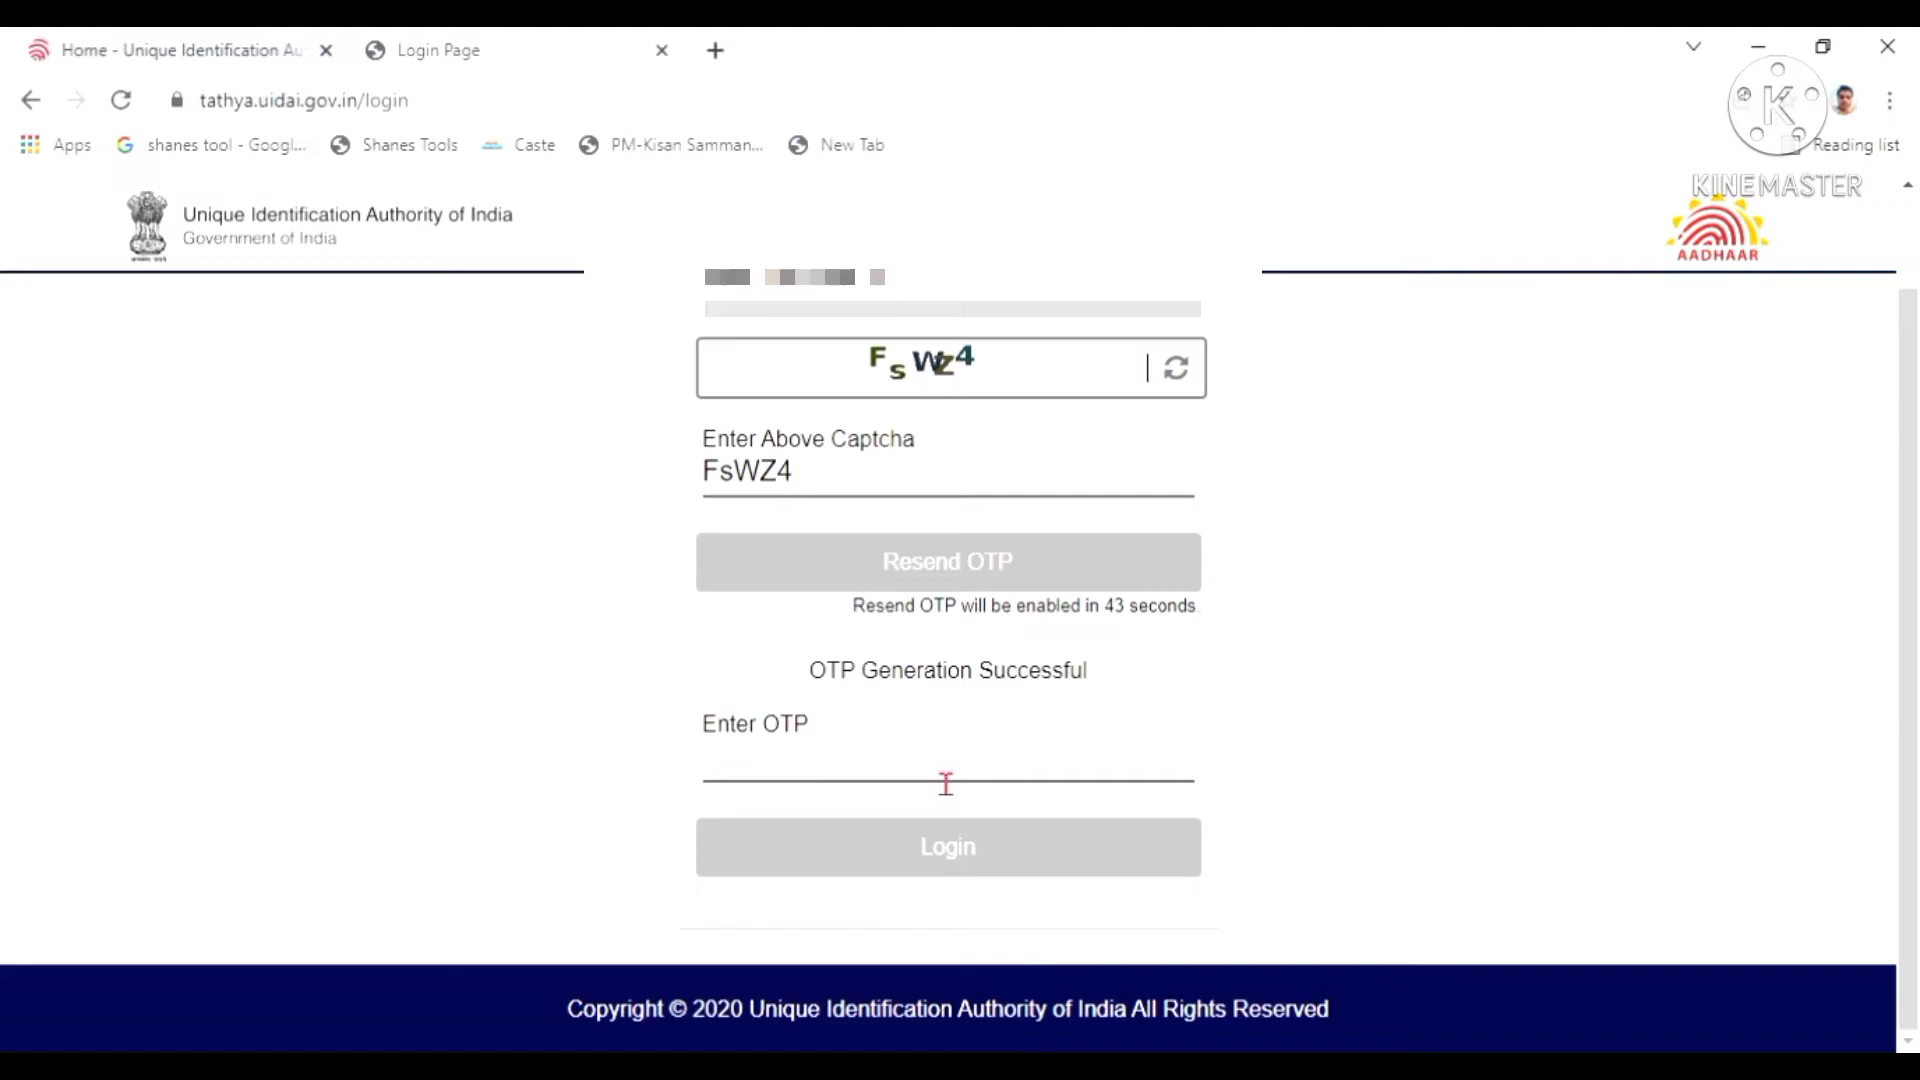 Home - Unique Identification Au
Login Page
tathya.uidai.gov.in/login
Apps
shanes tool - Googl...
Shanes Tools
Caste
PM-Kisan Samman...
New Tab
Reading list
K
KINEMASTER
Unique Identification Authority of India
Government of India
AADHAAR
FsWZ4
Enter Above Captcha
FsWZ4
Resend OTP
Resend OTP will be enabled in 43 seconds
OTP Generation Successful
Enter OTP
Login
Copyright © 2020 Unique Identification Authority of India All Rights Reserved